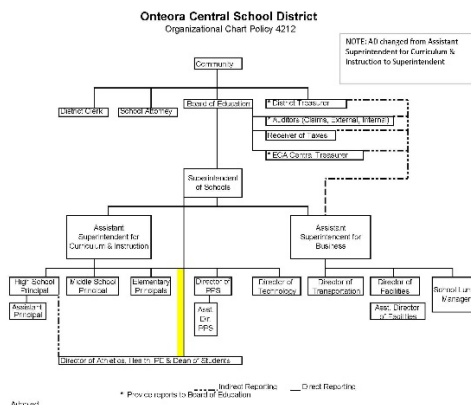 Onteora Central School District
Organizational Chart Policy 4212
NOTE: AD changed from Assistant
Superintendent for Curriculum &
Instruction to Superintendent
Community
District Clerk
School Attorney
Board of Education
* District Treasurer
* Auditors (Claims, External, Internal)
Receiver of Taxes
* ECA Central Treasurer
Superintendent
of Schools
Assistant
Superintendent for
Curriculum & Instruction
Assistant
Superintendent for
Business
High School
Principal
Middle School
Principal
Elementary
Principals
Director of
PPS
Director of
Technology
Director of
Transportation
Director of
Facilities
School Lunch
Manager
Assistant
Principal
Asst.
Dir.
PPS
Asst. Director
of Facilities
Director of Athletics, Health, PE & Dean of Students
Indirect Reporting
Direct Reporting
* Provide reports to Board of Education